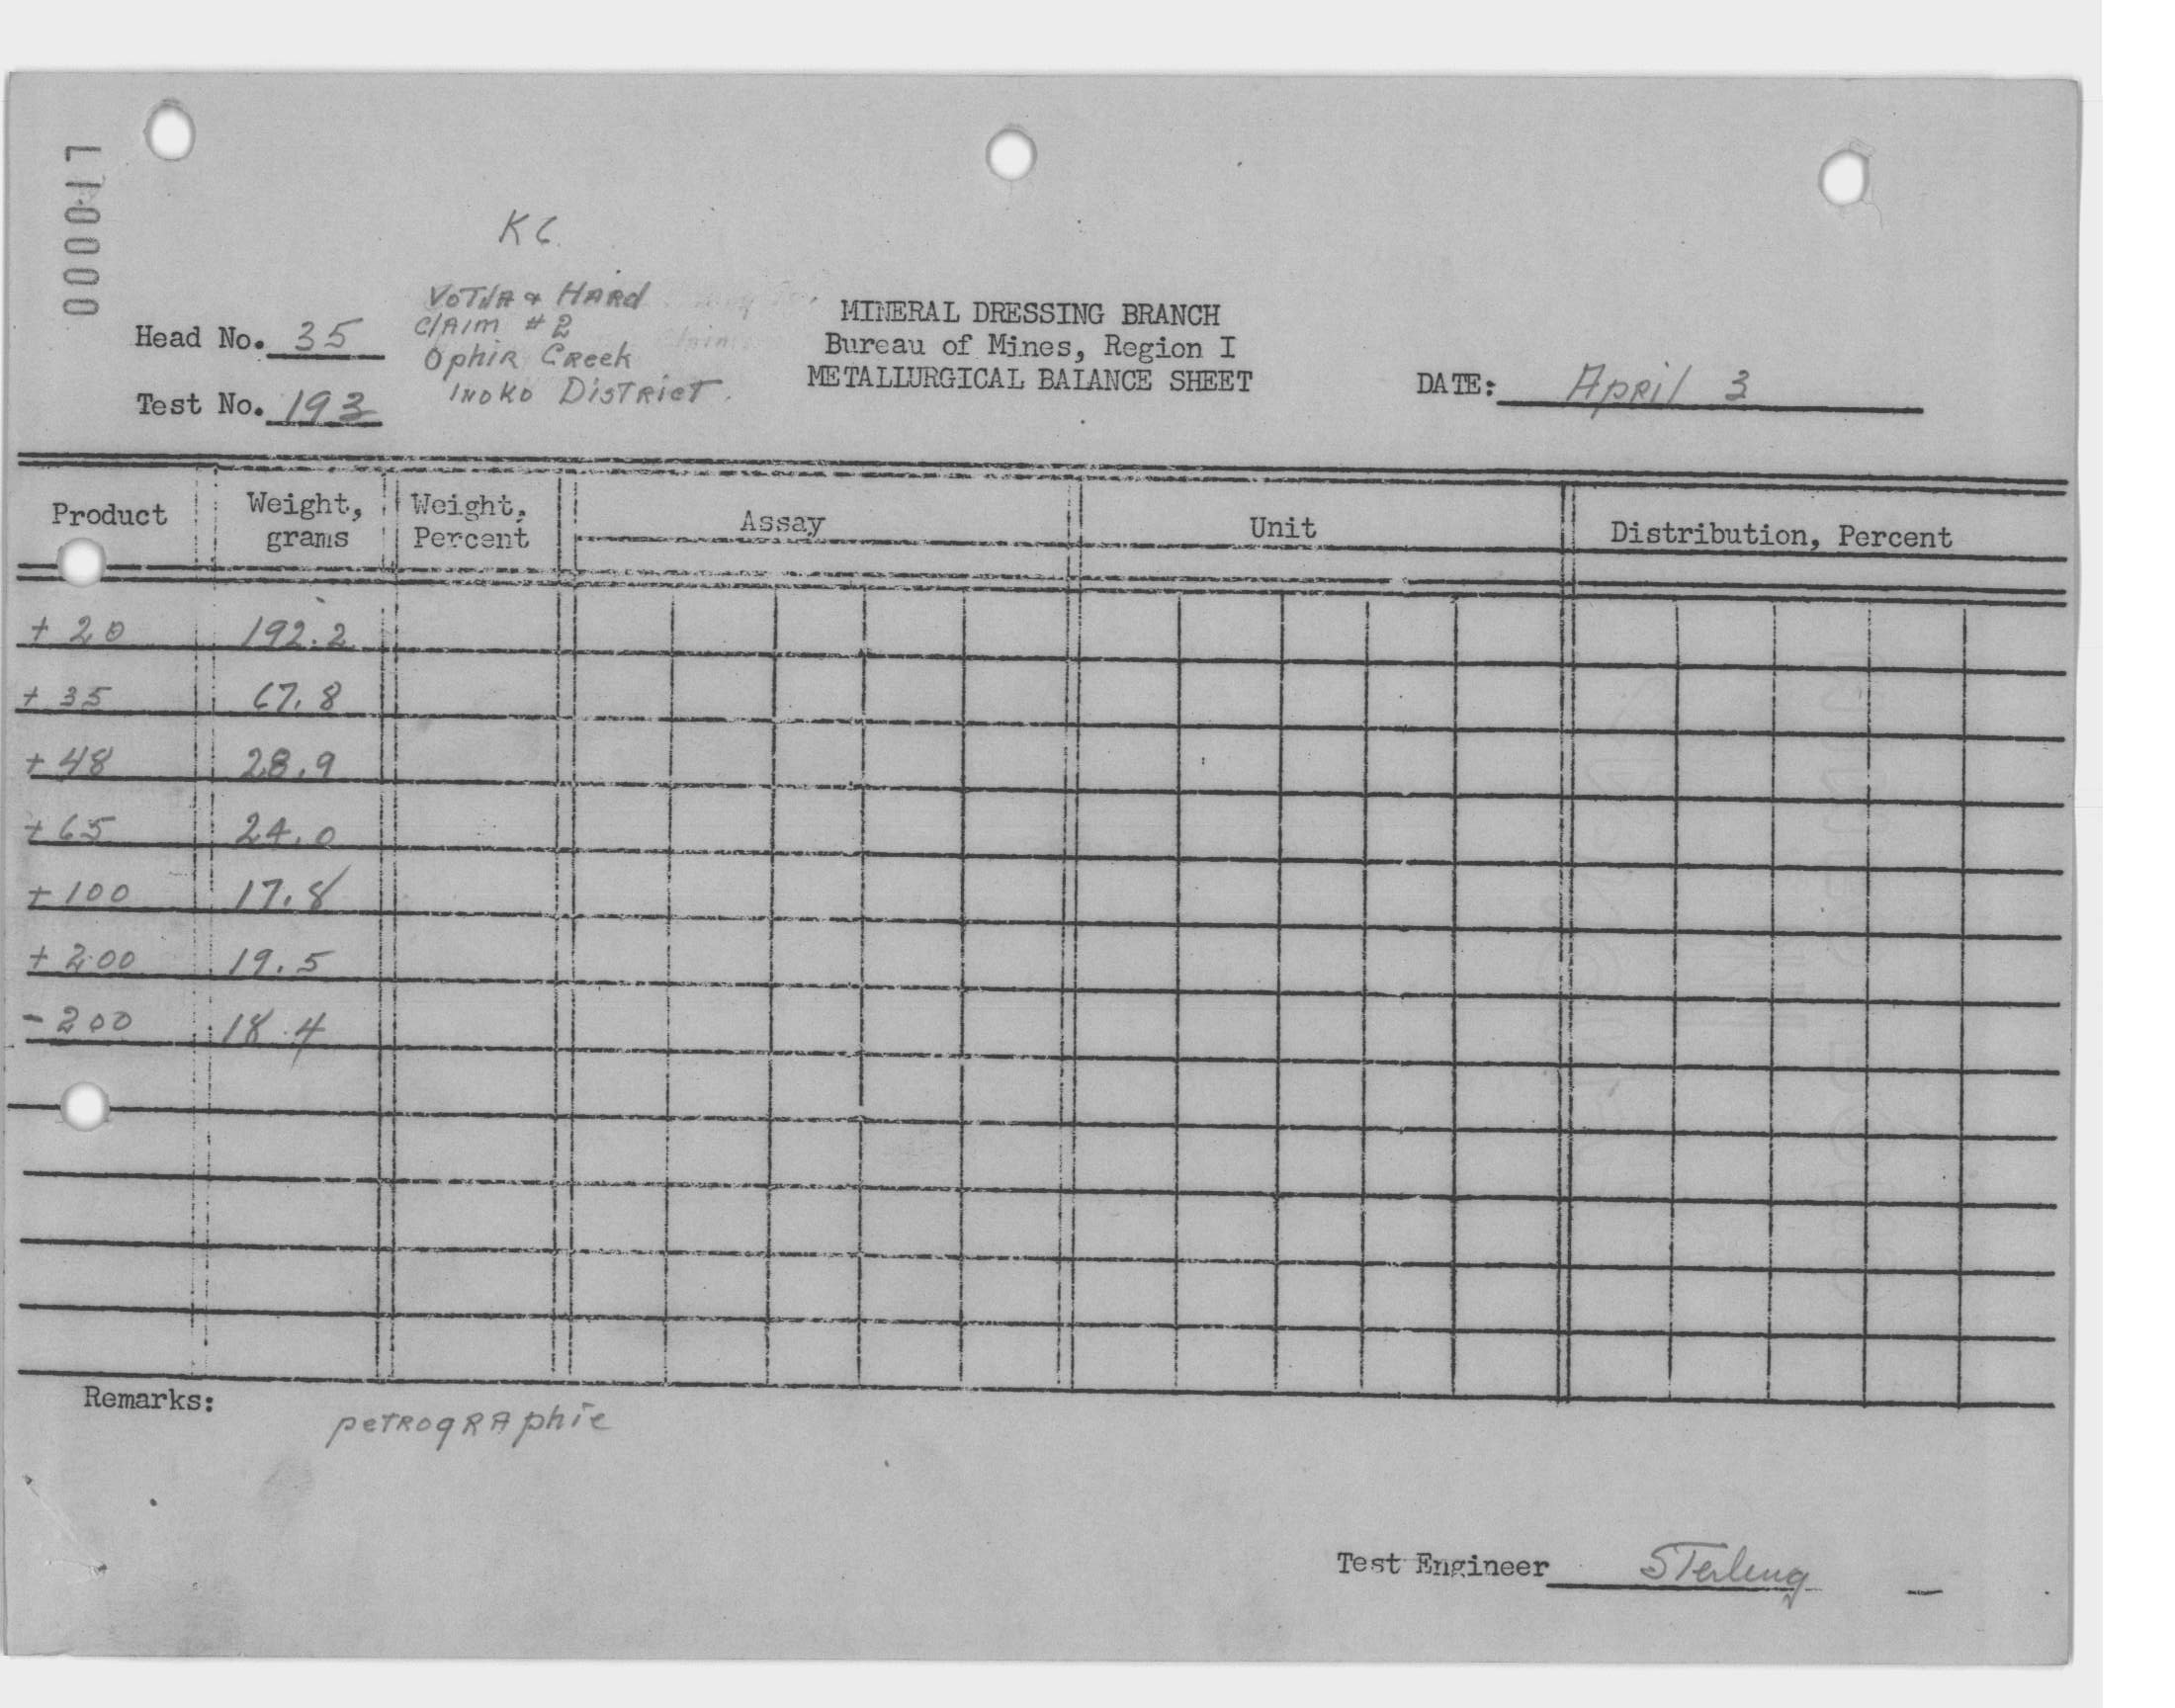 L10000
K6
Votja & Hard
Claim #2
Ophir Creek
Inoko District.
MINERAL DRESSING BRANCH
Bureau of Mines, Region I
METALLURGICAL BALANCE SHEET
Head No. 35
Test No. 193
DATE: April 3
Product Weight, grams Weight, Percent Assay Unit Distribution, Percent
+ 20 192.2
+ 35 67.8
+ 48 28.9
+ 65 24.0
+ 100 17.8
+ 200 19.5
- 200 18.4
Remarks:
petrographic
Test Engineer Sterling